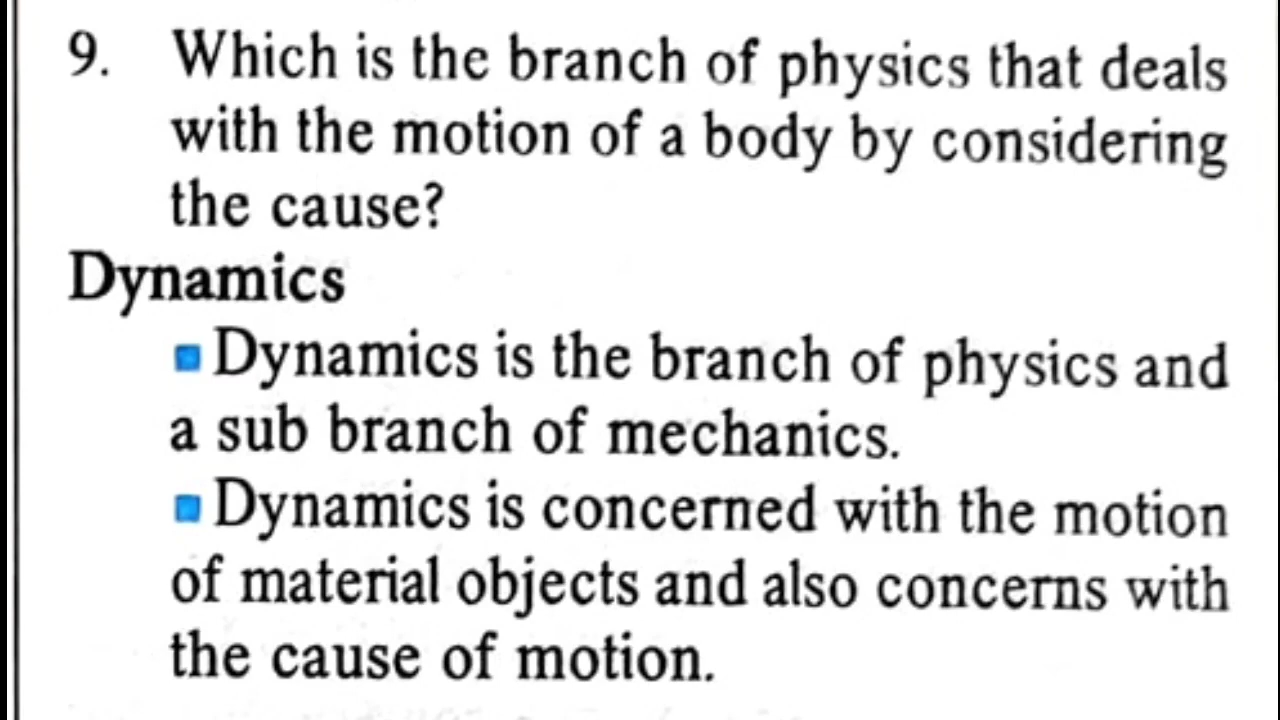 9. Which is the branch of physics that deals
with the motion of a body by considering
the cause?
Dynamics
▪ Dynamics is the branch of physics and
a sub branch of mechanics.
▪ Dynamics is concerned with the motion
of material objects and also concerns with
the cause of motion.